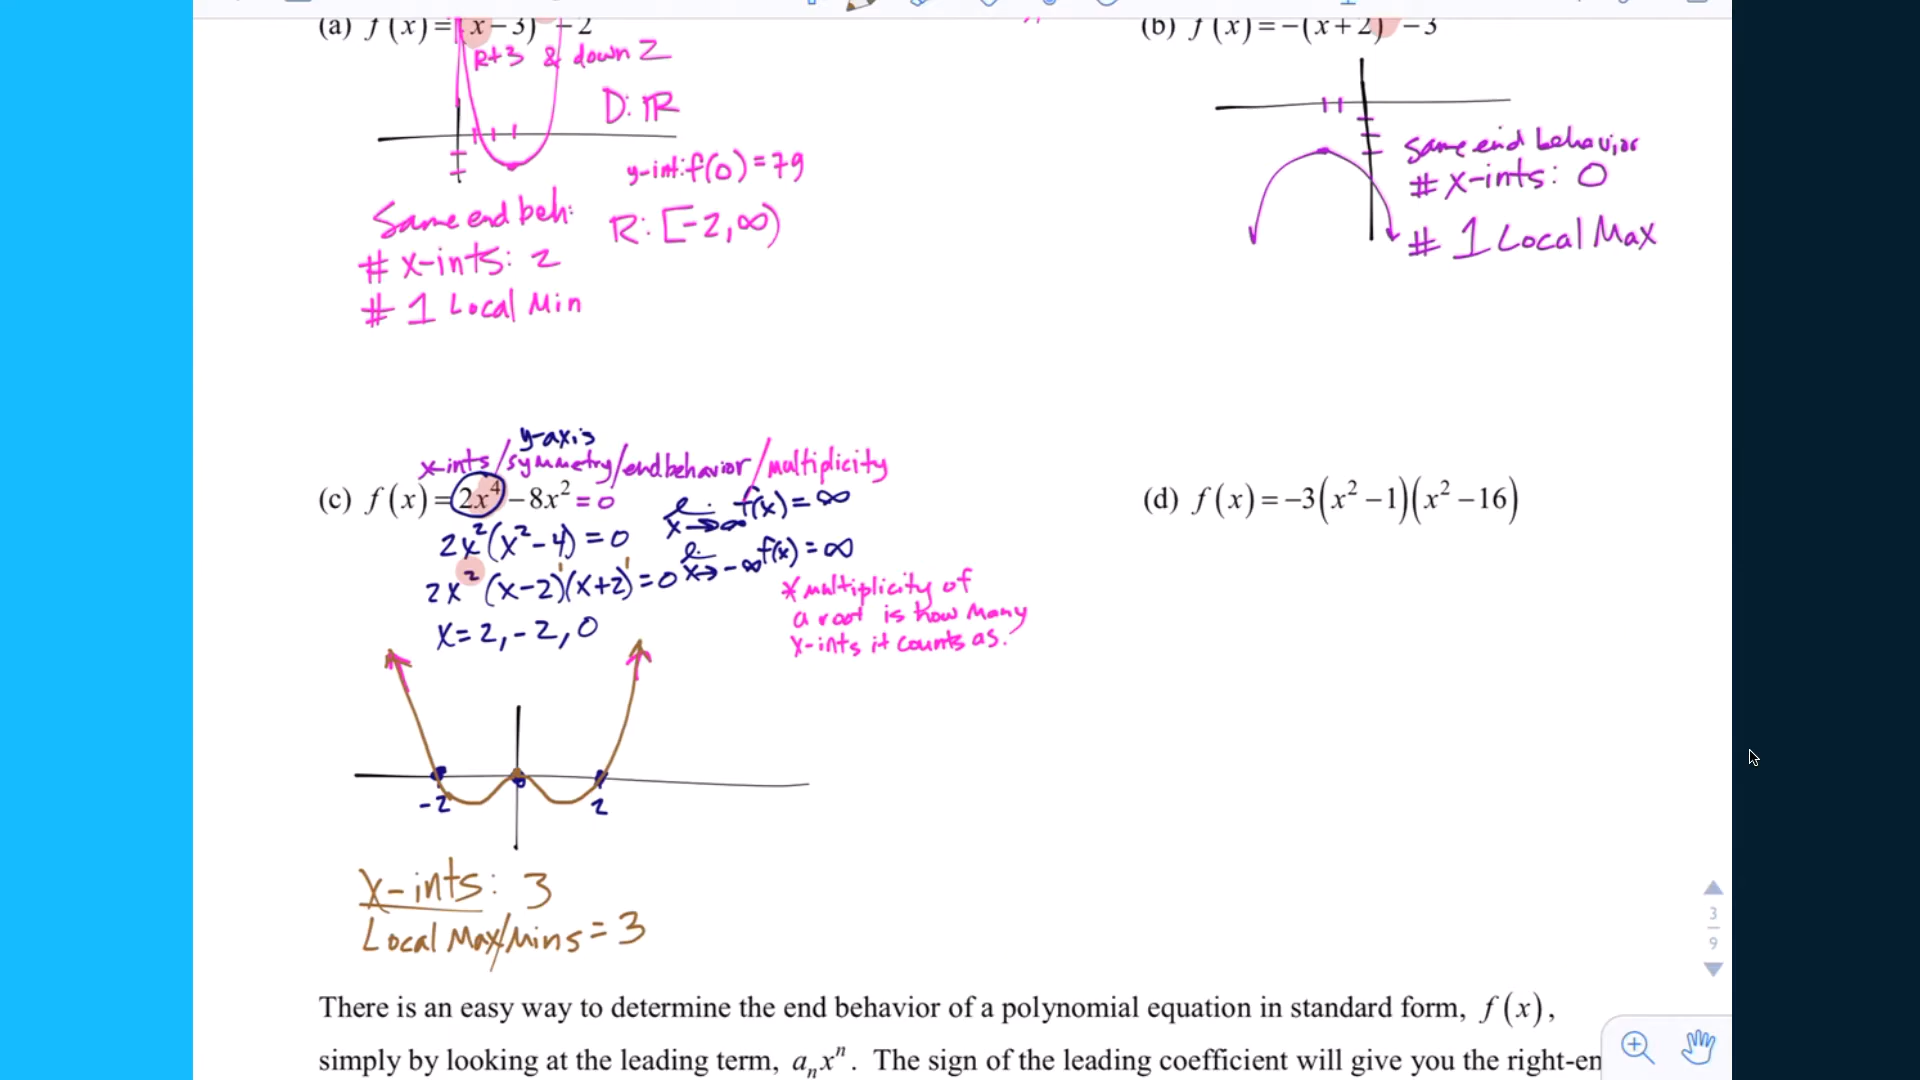 (a) f(x)=(x−3) −2
R+3 & down 2
D: ℝ
y-int: f(0)=79
R: [-2,∞)
Same end beh:
# x-ints: 2
# 1 Local Min
(b) f(x)=−(x+2) −3
Same end behavior
# x-ints: 0
# 1 Local Max
y-axis
x-ints/symmetry/end behavior/multiplicity
(c) f(x)=2x⁴−8x²=0
2x²(x²-4)=0
2x²(x-2)¹(x+2)¹=0
x=2,-2,0
x→∞ f(x)=∞
x→-∞ f(x)=∞
* multiplicity of
a root is how many
x-ints it counts as.
-2
0
2
X-ints: 3
Local Max/Mins=3
(d) f(x)=−3(x²−1)(x²−16)
There is an easy way to determine the end behavior of a polynomial equation in standard form, f(x),
simply by looking at the leading term, aₙxⁿ. The sign of the leading coefficient will give you the right-en
3
9